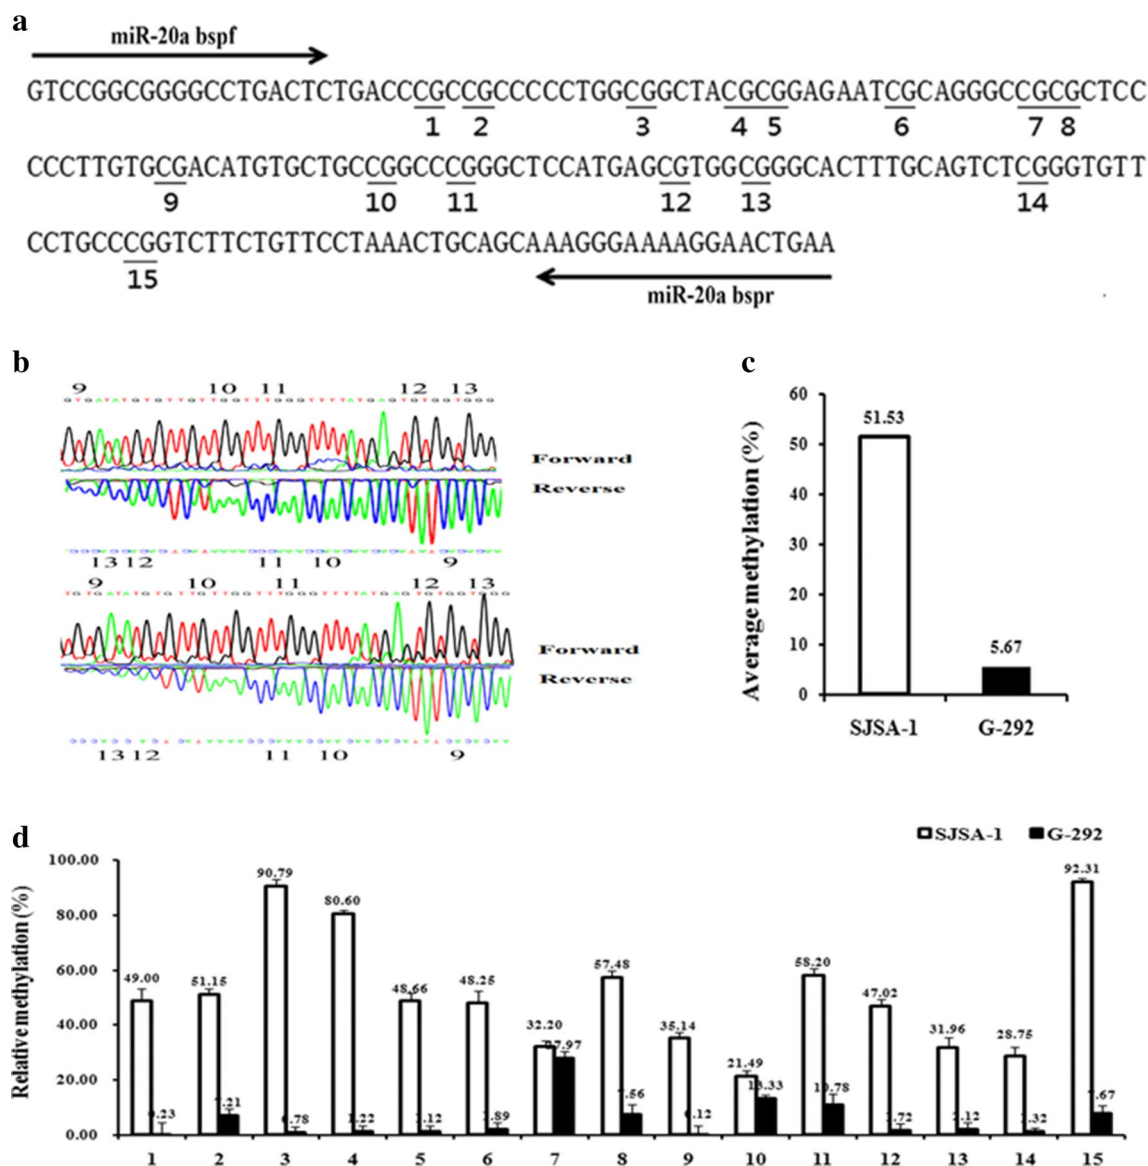 a
miR-20a bspf
GTCCGGCGGGGCCTGACTCTGACCCGCCGCCCCCTGGCGGCTACGCGGAGAATCGCAGGGCCGCGCTCC
1 2 3 4 5 6 7 8
CCCTTGTGCGACATGTGCTGCCGGCCCGGGCTCCATGAGCGTGGCGGGCACTTTGCAGTCTCGGGTGTT
9 10 11 12 13 14
CCTGCCCGGTCTTCTGTTCCTAAACTGCAGCAAAGGGAAAAGGAACTGAA
15
miR-20a bspr
b
9 10 11 12 13
GTGATATGTGTTGTTGGTTTGGGTTTTATGAGTGTGGTGGG
Forward
Reverse
13 12 11 10 9
9 10 11 12 13
TGTGATATGTGTTGTTGGTTTGGGTTTTATGAGTGTGGTGGG
Forward
Reverse
13 12 11 10 9
c
Average methylation (%)
60
50
40
30
20
10
0
51.53
5.67
SJSA-1 G-292
d
SJSA-1 G-292
Relative methylation (%)
100.00
80.00
60.00
40.00
20.00
0.00
49.00 51.15 90.79 80.60 48.66 48.25 32.20 57.48 35.14 21.49 58.20 47.02 31.96 28.75 92.31
1 2 3 4 5 6 7 8 9 10 11 12 13 14 15